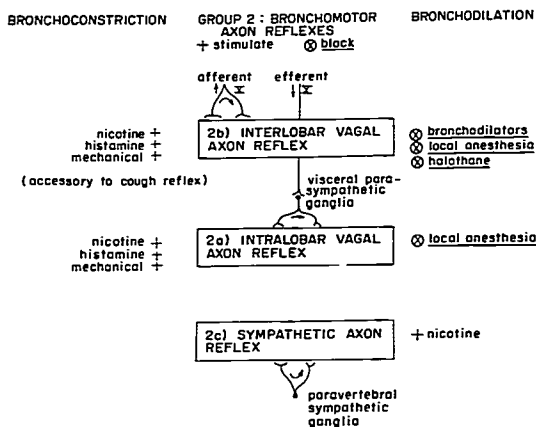 BRONCHOCONSTRICTION
GROUP 2 : BRONCHOMOTOR
AXON REFLEXES
BRONCHODILATION
+ stimulate ⊗ block
afferent efferent
X X
nicotine +
histamine +
mechanical +
(accessory to cough reflex)
2b) INTERLOBAR VAGAL
AXON REFLEX
⊗ bronchodilators
⊗ local anesthesia
⊗ halothane
visceral para-
sympathetic
ganglia
nicotine +
histamine +
mechanical +
2a) INTRALOBAR VAGAL
AXON REFLEX
⊗ local anesthesia
2c) SYMPATHETIC AXON
REFLEX
+ nicotine
paravertebral
sympathetic
ganglia